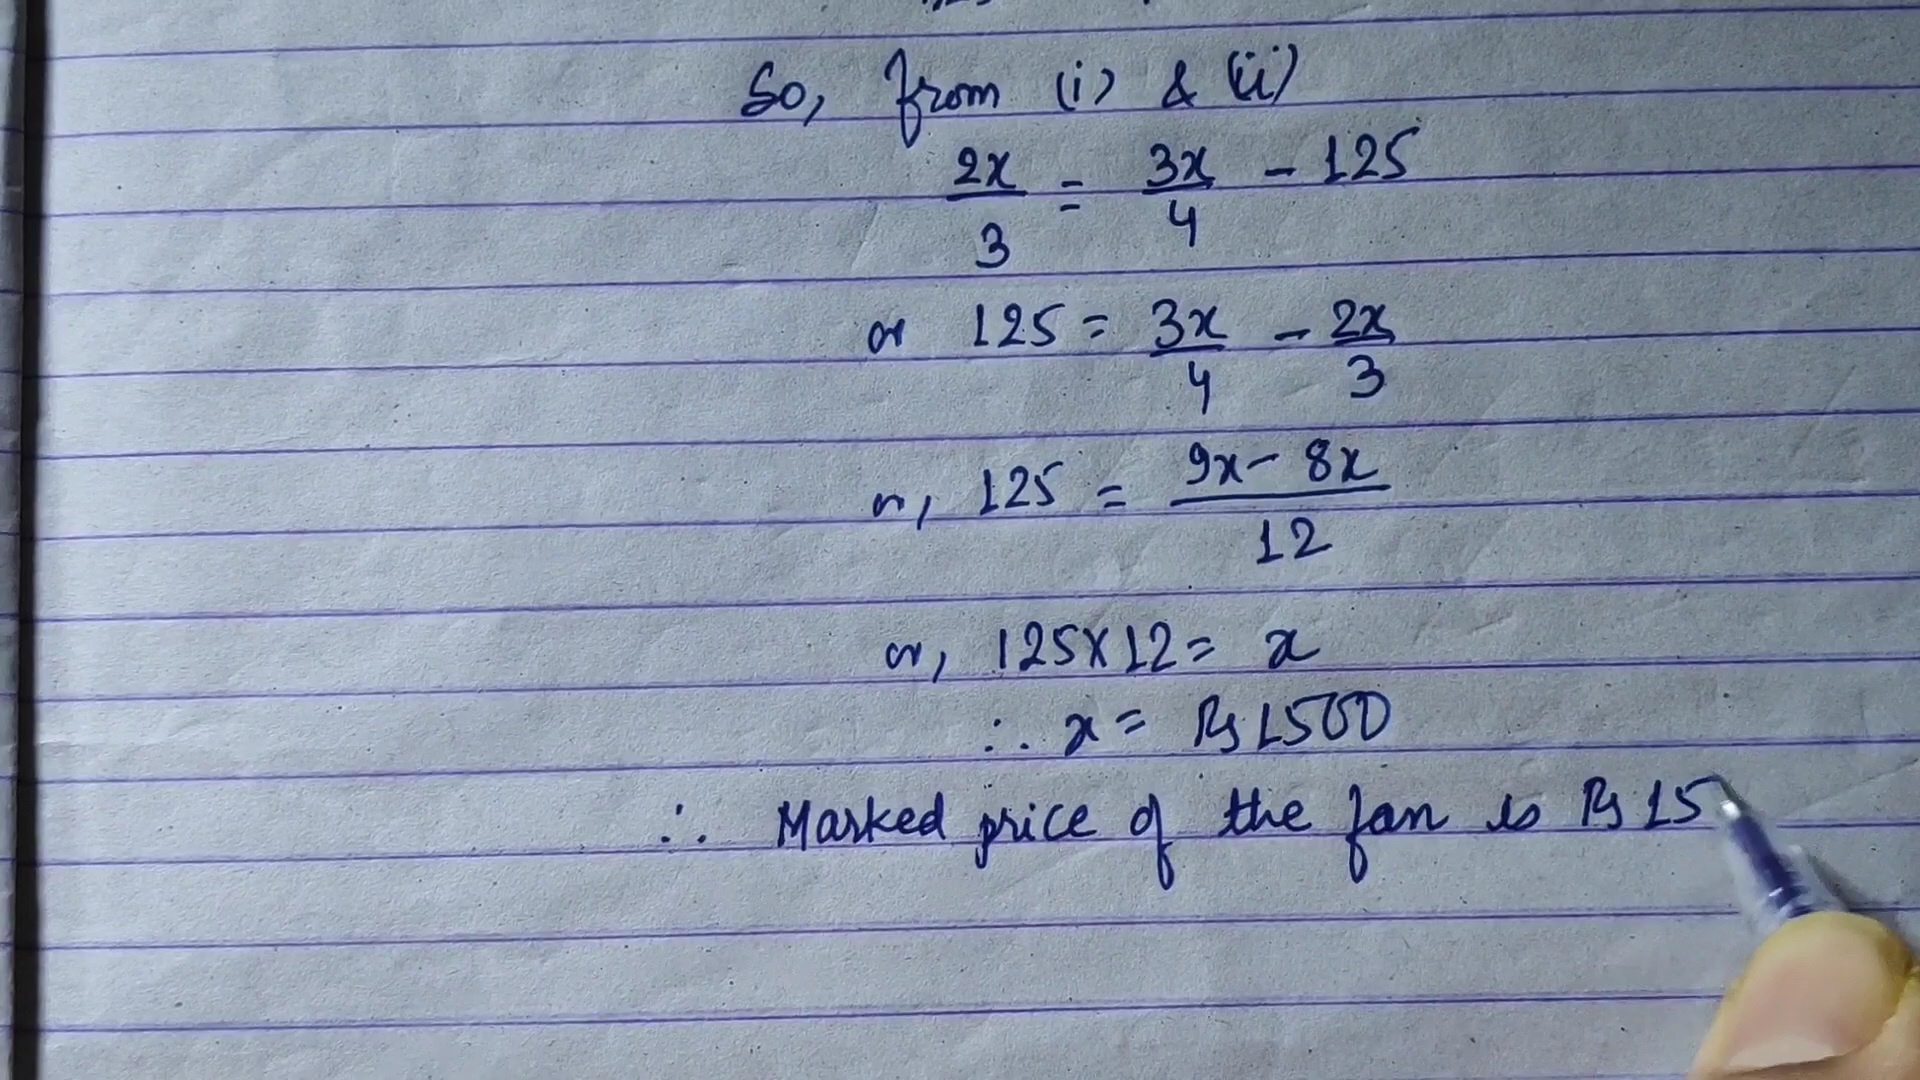 So, from (i) & (ii)
2x/3 = 3x/4 - 125
or 125 = 3x/4 - 2x/3
or, 125 = 9x - 8x/12
or, 125 x 12 = x
∴ x = Rs 1500
∴ Marked price of the fan is Rs 15